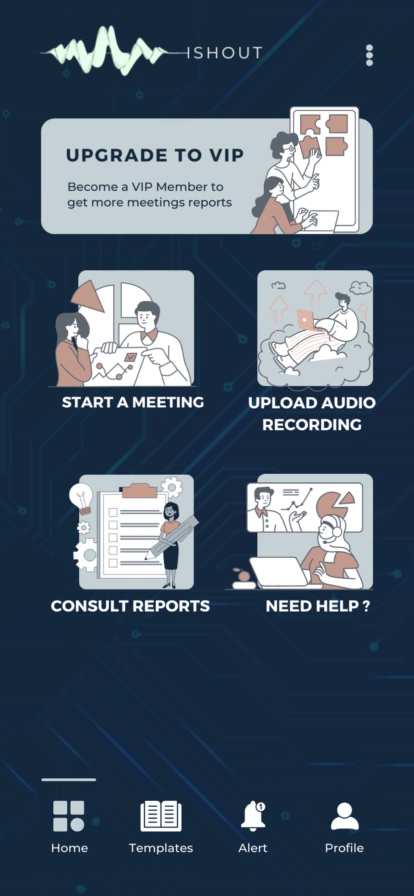 ISHOUT
UPGRADE TO VIP
Become a VIP Member to
get more meetings reports
START A MEETING
UPLOAD AUDIO
RECORDING
CONSULT REPORTS
NEED HELP ?
1
Home
Templates
Alert
Profile